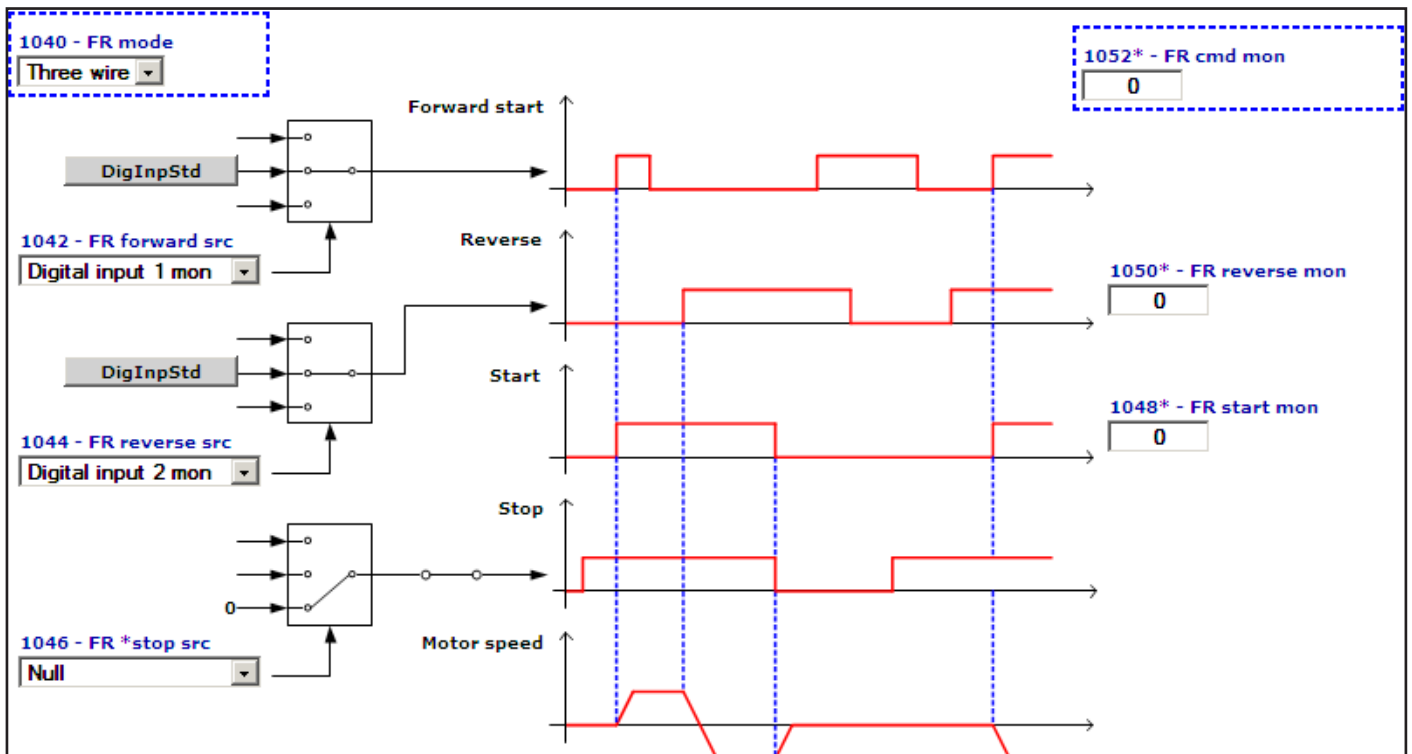 1040 - FR mode
Three wire
1052* - FR cmd mon
0
Forward start
DigInpStd
1042 - FR forward src
Digital input 1 mon
Reverse
1050* - FR reverse mon
0
DigInpStd
Start
1048* - FR start mon
0
1044 - FR reverse src
Digital input 2 mon
Stop
0
1046 - FR *stop src
Null
Motor speed